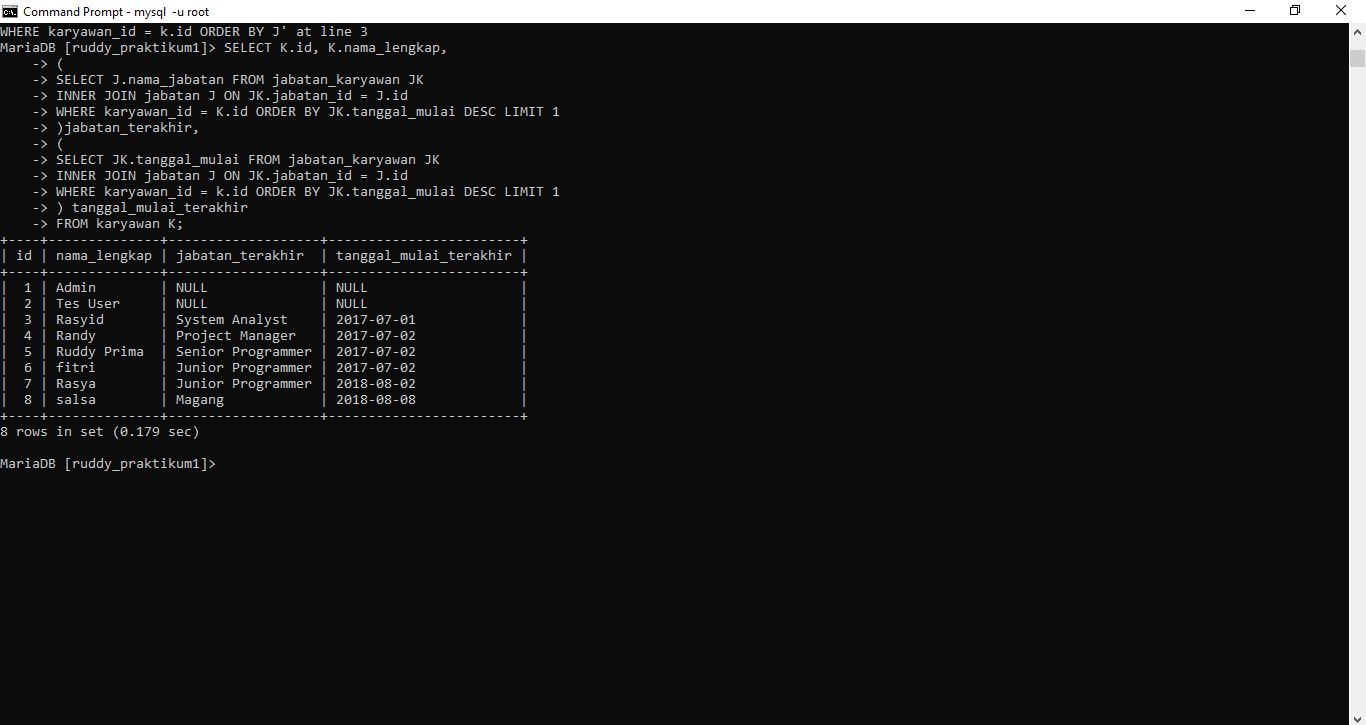 Command Prompt - mysql -u root
WHERE karyawan_id = k.id ORDER BY J' at line 3
MariaDB [ruddy_praktikum1]> SELECT K.id, K.nama_lengkap,
    -> (
    -> SELECT J.nama_jabatan FROM jabatan_karyawan JK
    -> INNER JOIN jabatan J ON JK.jabatan_id = J.id
    -> WHERE karyawan_id = K.id ORDER BY JK.tanggal_mulai DESC LIMIT 1
    -> )jabatan_terakhir,
    -> (
    -> SELECT JK.tanggal_mulai FROM jabatan_karyawan JK
    -> INNER JOIN jabatan J ON JK.jabatan_id = J.id
    -> WHERE karyawan_id = k.id ORDER BY JK.tanggal_mulai DESC LIMIT 1
    -> ) tanggal_mulai_terakhir
    -> FROM karyawan K;
+----+--------------+-------------------+------------------------+
| id | nama_lengkap | jabatan_terakhir  | tanggal_mulai_terakhir |
+----+--------------+-------------------+------------------------+
|  1 | Admin        | NULL              | NULL                   |
|  2 | Tes User     | NULL              | NULL                   |
|  3 | Rasyid       | System Analyst    | 2017-07-01             |
|  4 | Randy        | Project Manager   | 2017-07-02             |
|  5 | Ruddy Prima  | Senior Programmer | 2017-07-02             |
|  6 | fitri        | Junior Programmer | 2017-07-02             |
|  7 | Rasya        | Junior Programmer | 2018-08-02             |
|  8 | salsa        | Magang            | 2018-08-08             |
+----+--------------+-------------------+------------------------+
8 rows in set (0.179 sec)
MariaDB [ruddy_praktikum1]>